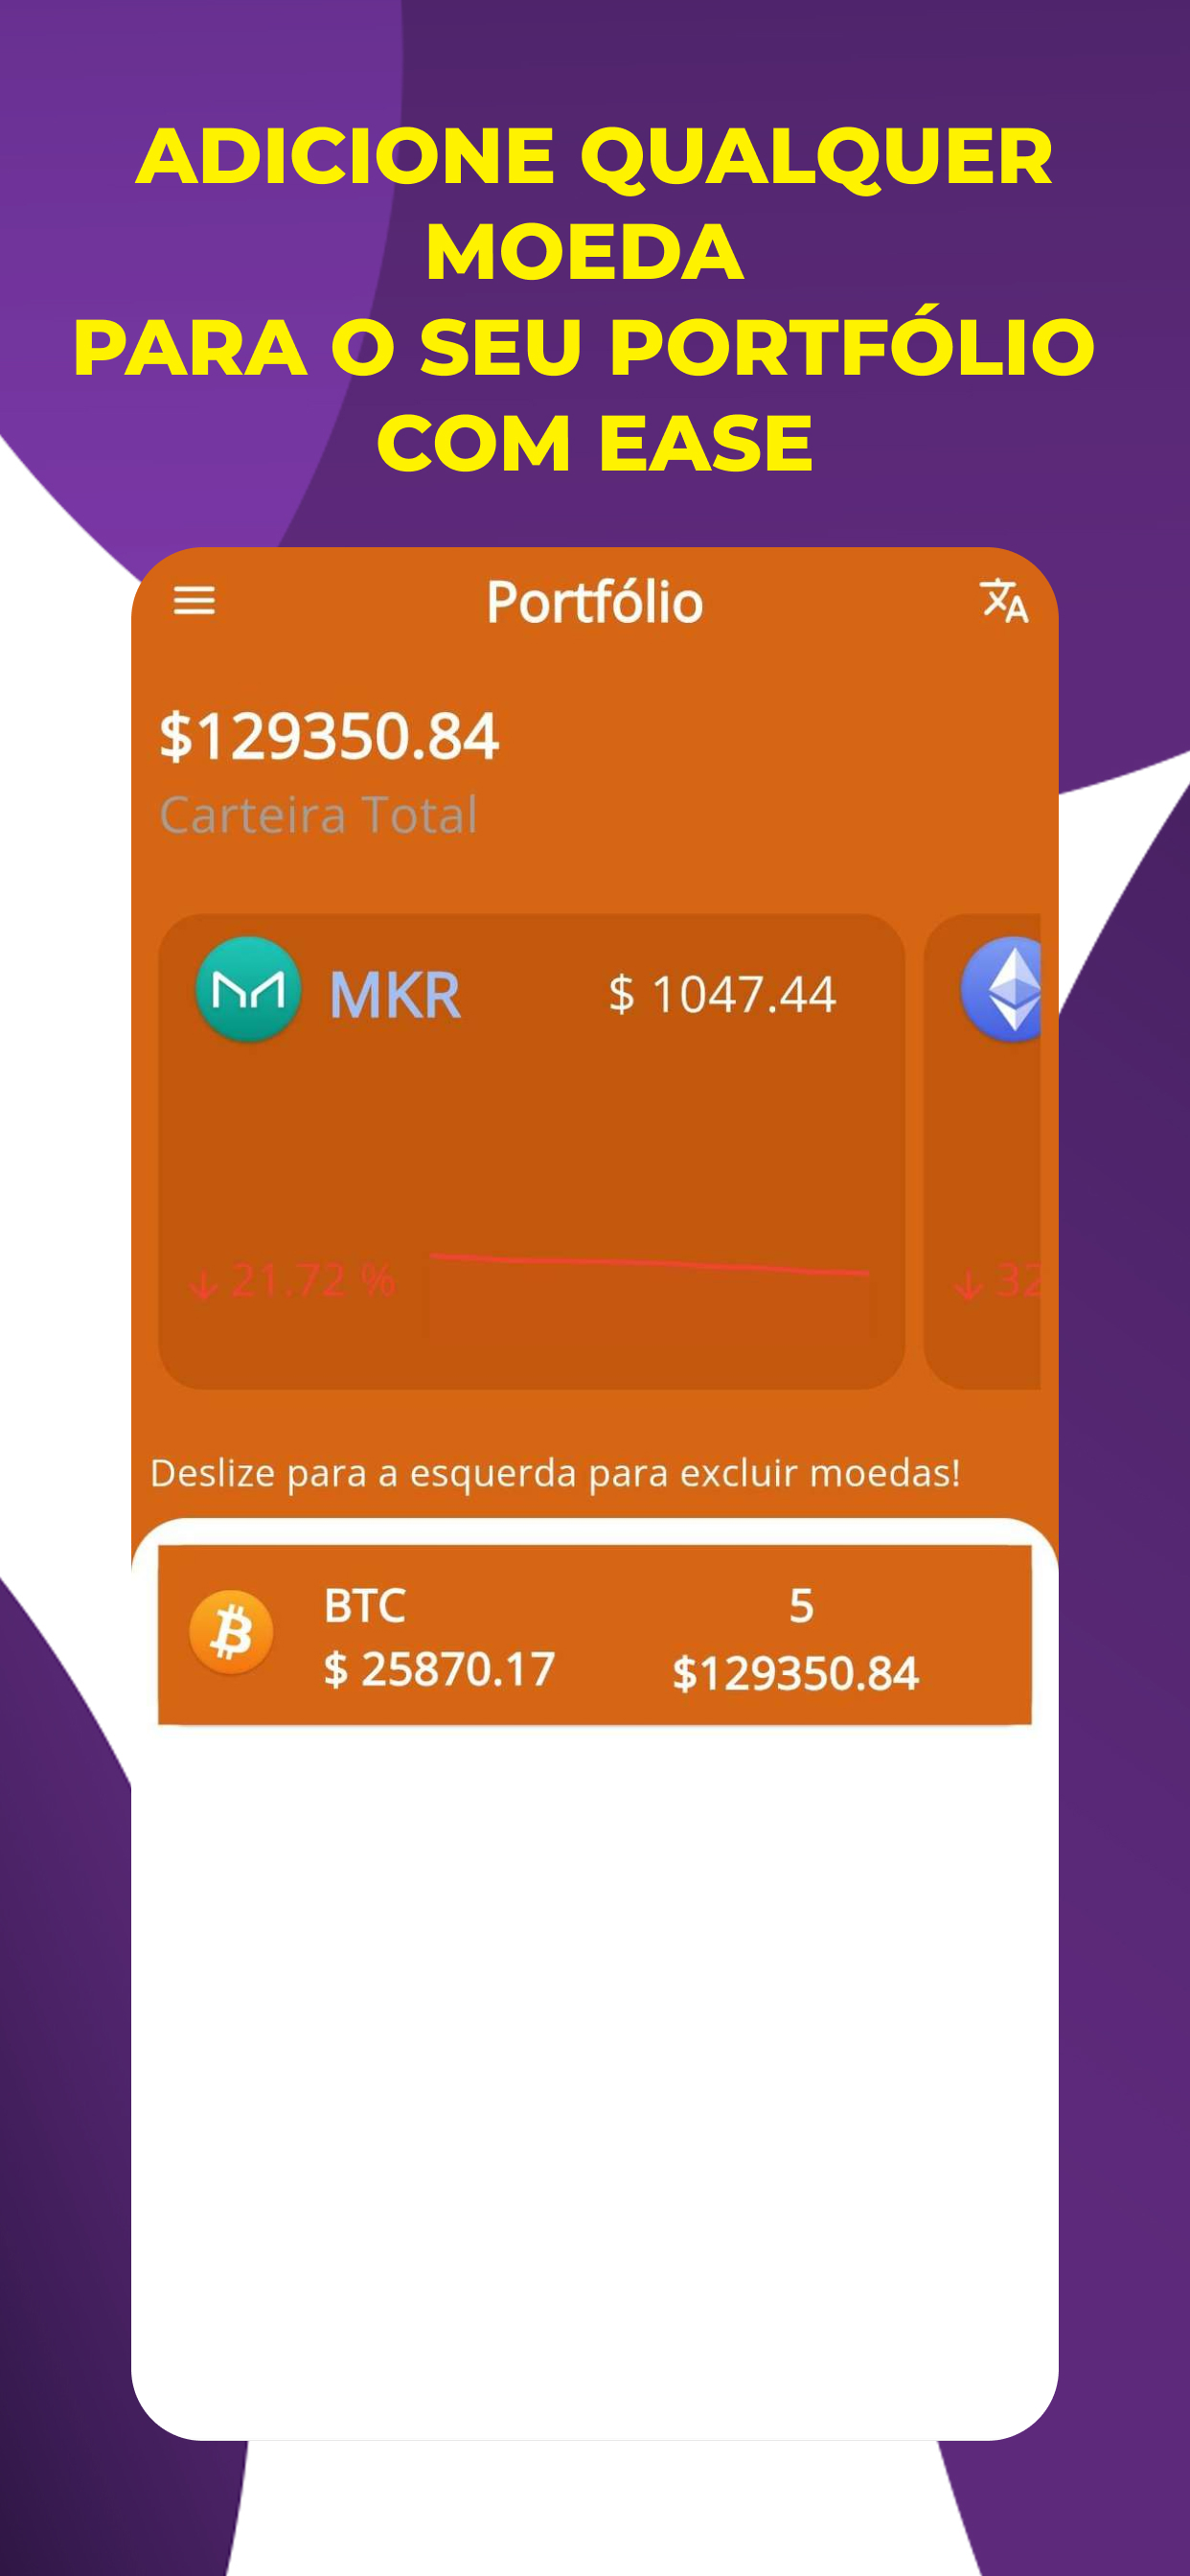 ADICIONE QUALQUER
MOEDA
PARA O SEU PORTFÓLIO
COM EASE
Portfólio
$129350.84
Carteira Total
MKR
$ 1047.44
↓ 21.72 %
↓ 32
Deslize para a esquerda para excluir moedas!
BTC
5
$ 25870.17
$129350.84